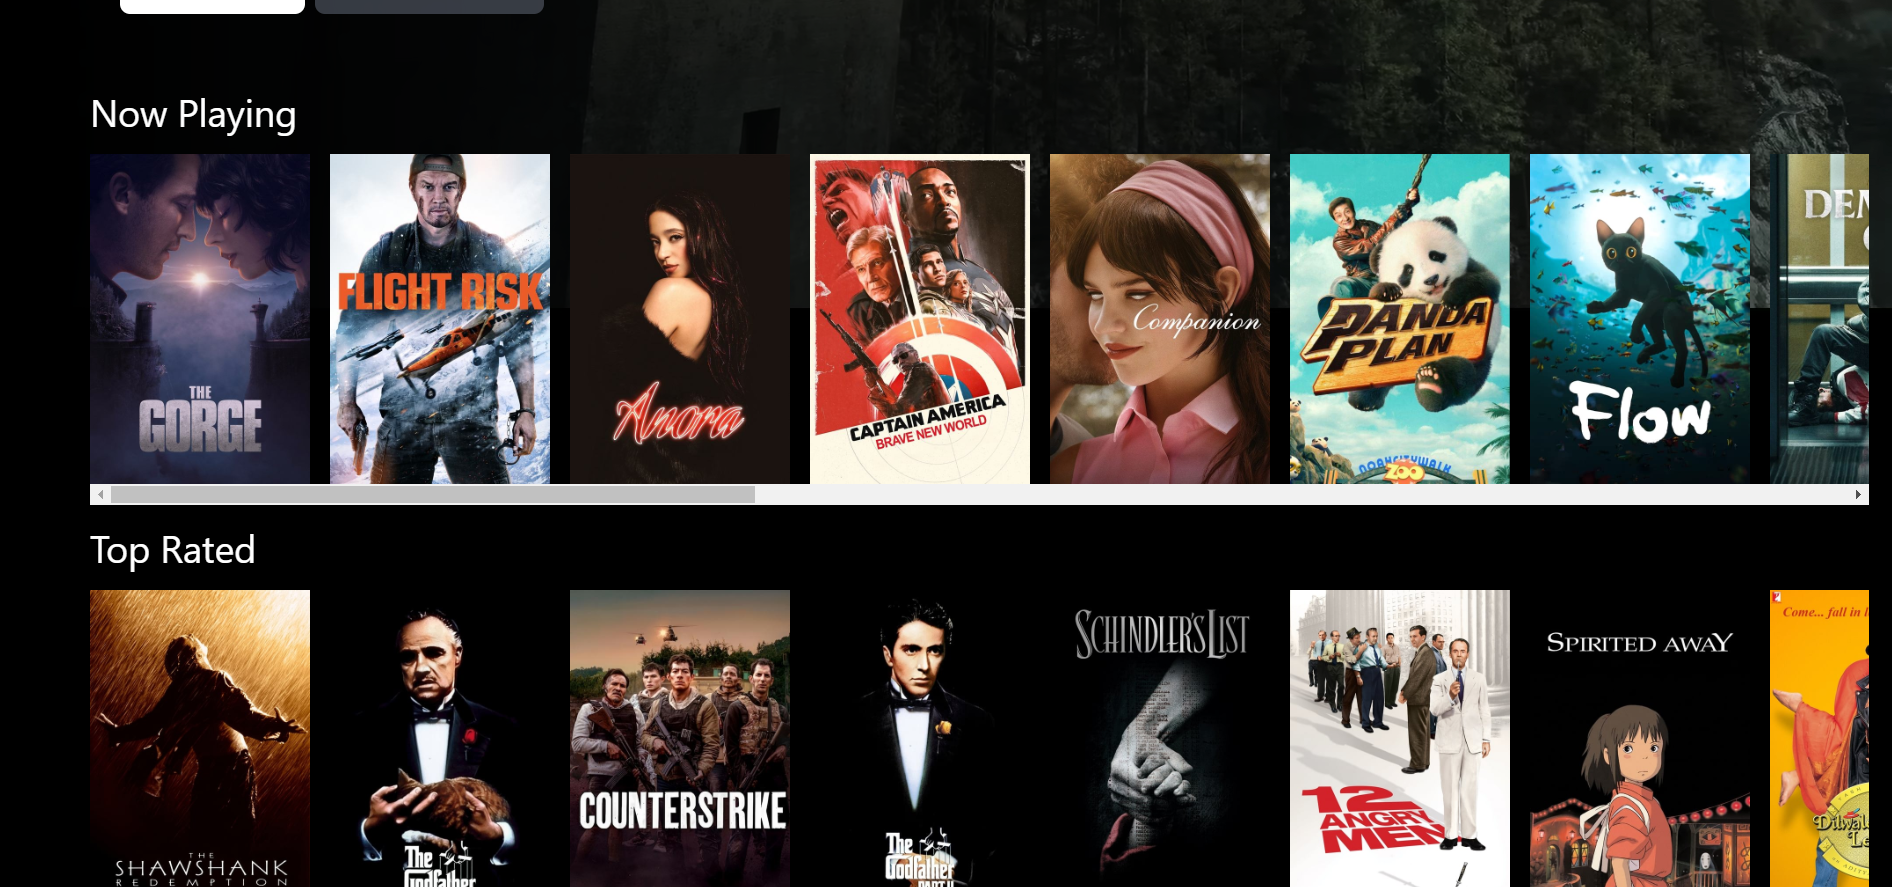 Now Playing
THE
GORGE
FLIGHT RISK
Anora
CAPTAIN AMERICA
BRAVE NEW WORLD
Companion
PANDA
PLAN
ZOO
Flow
DEM
Top Rated
THE
SHAWSHANK
REDEMPTION
The
Godfather
COUNTERSTRIKE
The
Godfather
PART II
SCHINDLER'S LIST
12
ANGRY
MEN
SPIRITED AWAY
Come... fall in l
Dilwal
Le